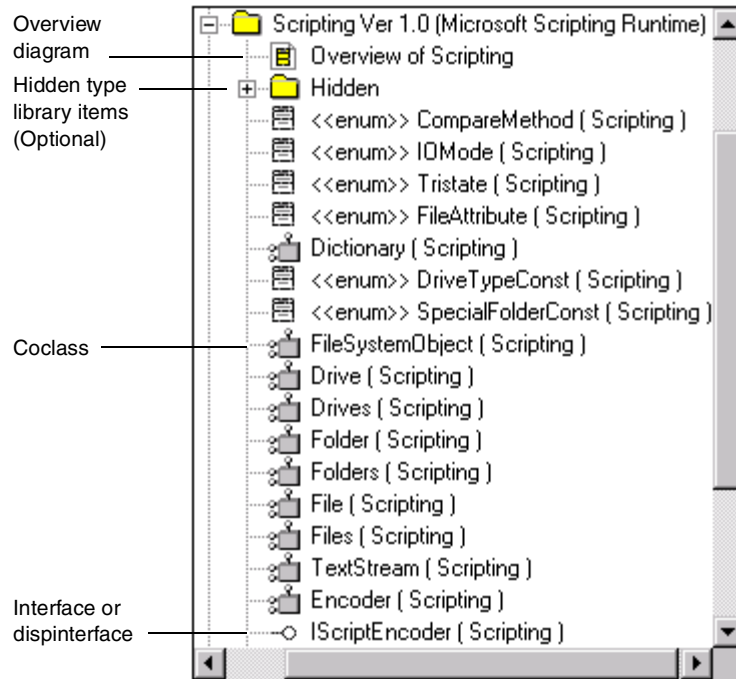 Overview
diagram
Hidden type
library items
(Optional)
Coclass
Interface or
dispinterface
Scripting Ver 1.0 (Microsoft Scripting Runtime)
Overview of Scripting
Hidden
<<enum>> CompareMethod ( Scripting )
<<enum>> IOMode ( Scripting )
<<enum>> Tristate ( Scripting )
<<enum>> FileAttribute ( Scripting )
Dictionary ( Scripting )
<<enum>> DriveTypeConst ( Scripting )
<<enum>> SpecialFolderConst ( Scripting )
FileSystemObject ( Scripting )
Drive ( Scripting )
Drives ( Scripting )
Folder ( Scripting )
Folders ( Scripting )
File ( Scripting )
Files ( Scripting )
TextStream ( Scripting )
Encoder ( Scripting )
IScriptEncoder ( Scripting )